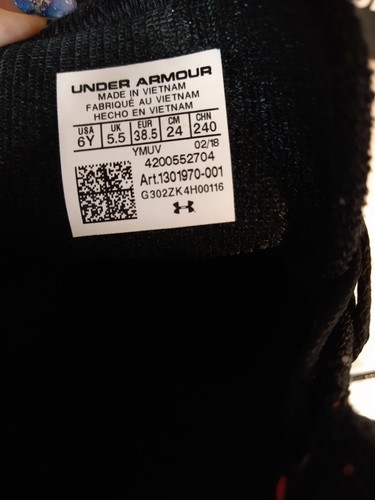 UNDER ARMOUR
MADE IN VIETNAM
FABRIQUÉ AU VIETNAM
HECHO EN VIETNAM
USA UK EUR CM CHN
6Y 5.5 38.5 24 240
YMUV 02/18
4200552704
Art.1301970-001
G302ZK4H00116